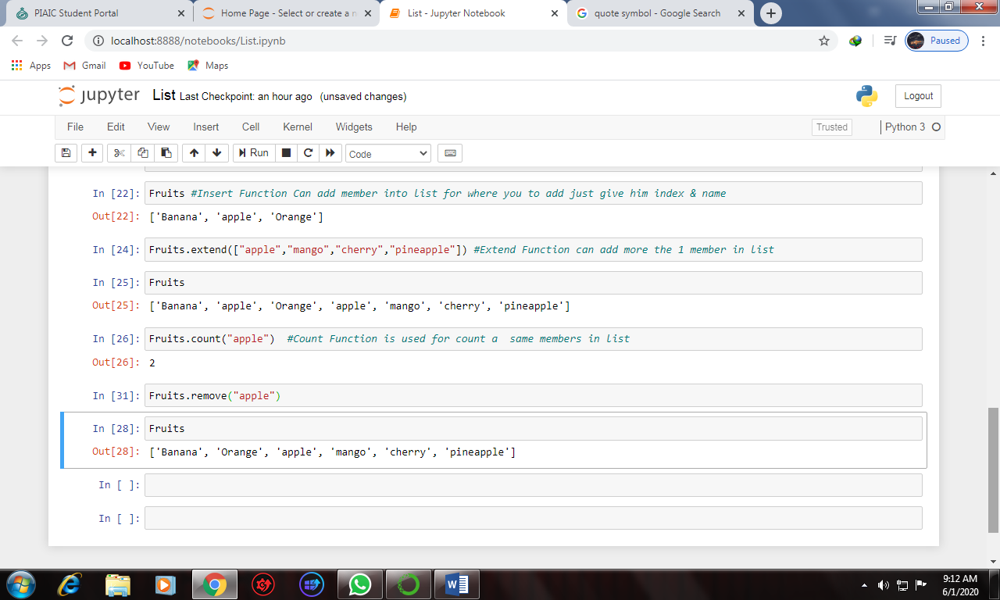 PIAIC Student Portal
Home Page - Select or create a n
List - Jupyter Notebook
quote symbol - Google Search
localhost:8888/notebooks/List.ipynb
Paused
Apps Gmail YouTube Maps
jupyter List Last Checkpoint: an hour ago (unsaved changes)
Logout
File Edit View Insert Cell Kernel Widgets Help
Trusted
Python 3
Run
Code
In [22]: Fruits #Insert Function Can add member into list for where you to add just give him index & name
Out[22]: ['Banana', 'apple', 'Orange']
In [24]: Fruits.extend(["apple","mango","cherry","pineapple"]) #Extend Function can add more the 1 member in list
In [25]: Fruits
Out[25]: ['Banana', 'apple', 'Orange', 'apple', 'mango', 'cherry', 'pineapple']
In [26]: Fruits.count("apple")  #Count Function is used for count a  same members in list
Out[26]: 2
In [31]: Fruits.remove("apple")
In [28]: Fruits
Out[28]: ['Banana', 'Orange', 'apple', 'mango', 'cherry', 'pineapple']
In [ ]:
In [ ]:
9:12 AM
6/1/2020